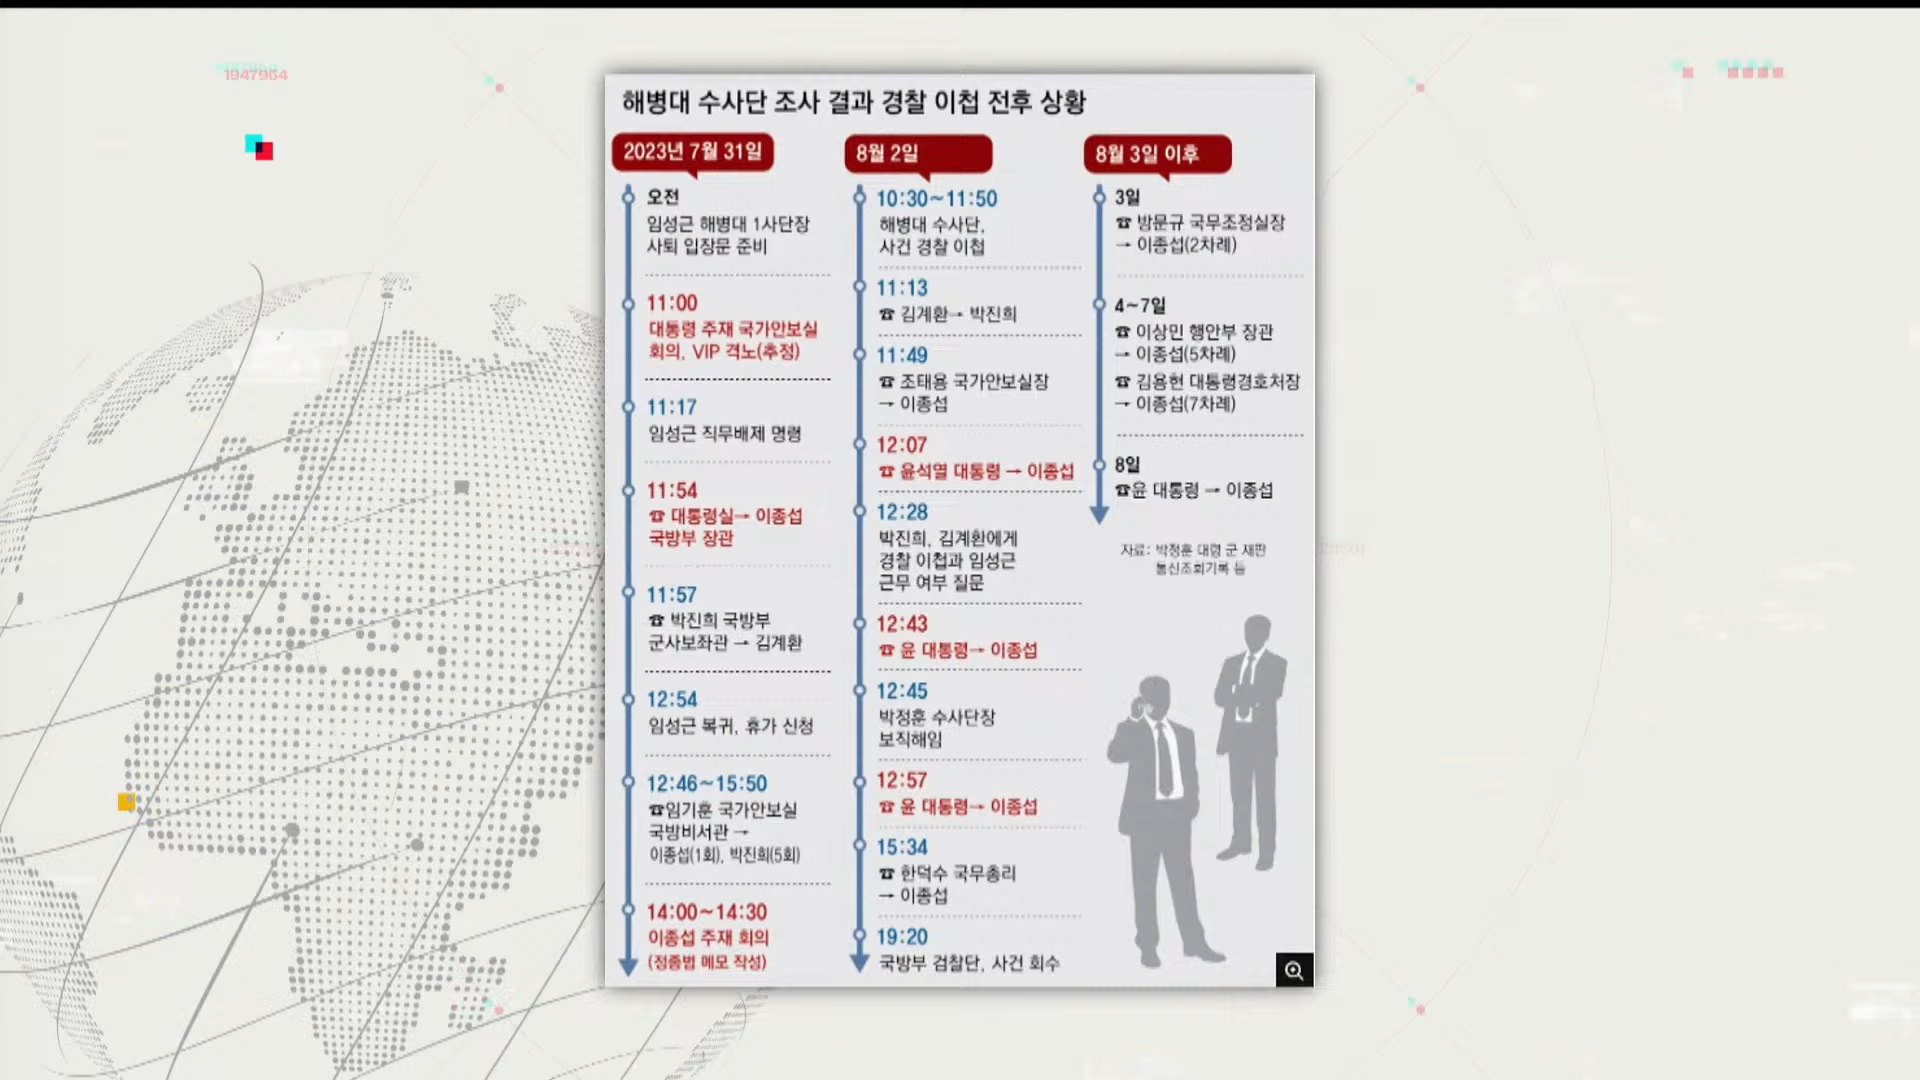 1947964
해병대 수사단 조사 결과 경찰 이첩 전후 상황
2023년 7월 31일
오전
임성근 해병대 1사단장
사퇴 입장문 준비
11:00
대통령 주재 국가안보실
회의, VIP 격노(추정)
11:17
임성근 직무배제 명령
11:54
☎ 대통령실→ 이종섭
국방부 장관
11:57
☎ 박진희 국방부
군사보좌관 → 김계환
12:54
임성근 복귀, 휴가 신청
12:46~15:50
☎임기훈 국가안보실
국방비서관 →
이종섭(1회), 박진희(5회)
14:00~14:30
이종섭 주재 회의
(정종범 메모 작성)
8월 2일
10:30~11:50
해병대 수사단,
사건 경찰 이첩
11:13
☎ 김계환→ 박진희
11:49
☎ 조태용 국가안보실장
→ 이종섭
12:07
☎ 윤석열 대통령 → 이종섭
12:28
박진희, 김계환에게
경찰 이첩과 임성근
근무 여부 질문
12:43
☎ 윤 대통령→ 이종섭
12:45
박정훈 수사단장
보직해임
12:57
☎ 윤 대통령→ 이종섭
15:34
☎ 한덕수 국무총리
→ 이종섭
19:20
국방부 검찰단, 사건 회수
8월 3일 이후
3일
☎ 방문규 국무조정실장
→ 이종섭(2차례)
4~7일
☎ 이상민 행안부 장관
→ 이종섭(5차례)
☎ 김용현 대통령경호처장
→ 이종섭(7차례)
8일
☎윤 대통령 → 이종섭
자료: 박정훈 대령 군 재판
통신조회기록 등